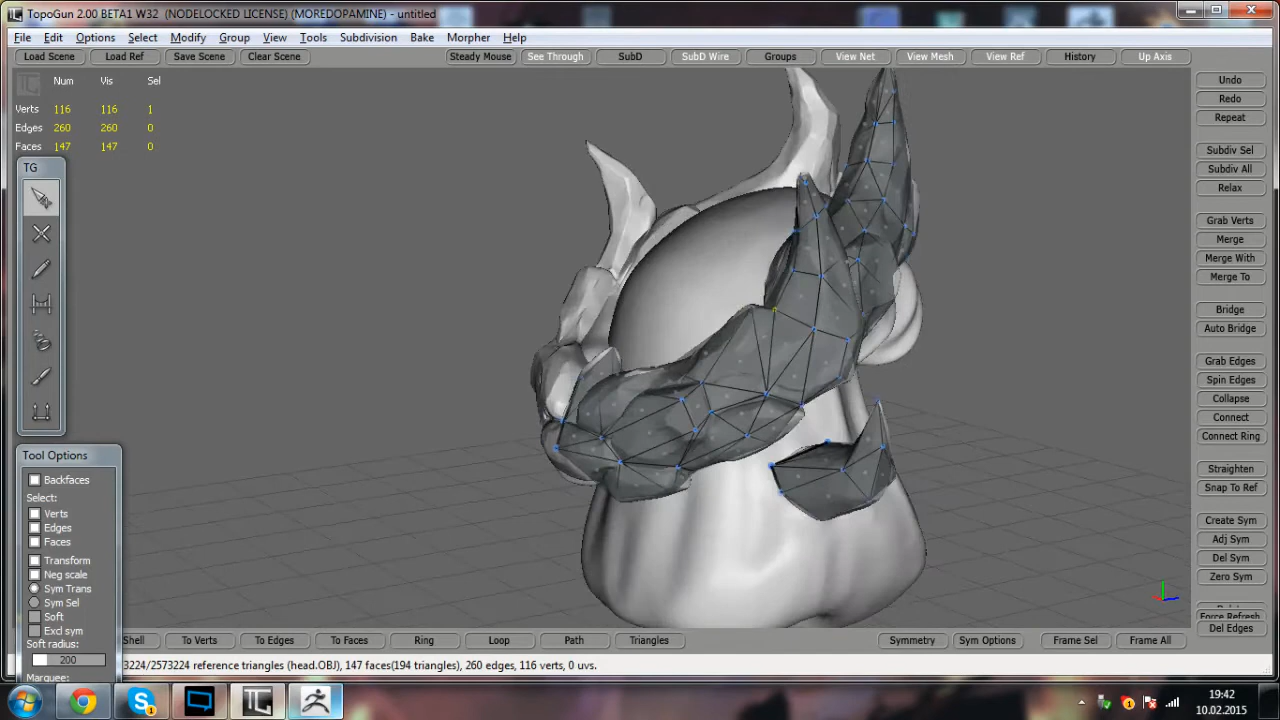 TopoGun 2.00 BETA1 W32 (NODELOCKED LICENSE) (MOREDOPAMINE) - untitled
File Edit Options Select Modify Group View Tools Subdivision Bake Morpher Help
Load Scene Load Ref Save Scene Clear Scene Steady Mouse See Through SubD SubD Wire Groups View Net View Mesh View Ref History Up Axis
Num Vis Sel
Verts 116 116 1
Edges 260 260 0
Faces 147 147 0
TG
Tool Options
Backfaces
Select:
Verts
Edges
Faces
Transform
Neg scale
Sym Trans
Sym Sel
Soft
Excl sym
Soft radius:
200
Marquee:
Undo
Redo
Repeat
Subdiv Sel
Subdiv All
Relax
Grab Verts
Merge
Merge With
Merge To
Bridge
Auto Bridge
Grab Edges
Spin Edges
Collapse
Connect
Connect Ring
Straighten
Snap To Ref
Create Sym
Adj Sym
Del Sym
Zero Sym
Force Refresh
Del Edges
Shell To Verts To Edges To Faces Ring Loop Path Triangles Symmetry Sym Options Frame Sel Frame All
3224/2573224 reference triangles (head.OBJ), 147 faces(194 triangles), 260 edges, 116 verts, 0 uvs.
19:42
10.02.2015